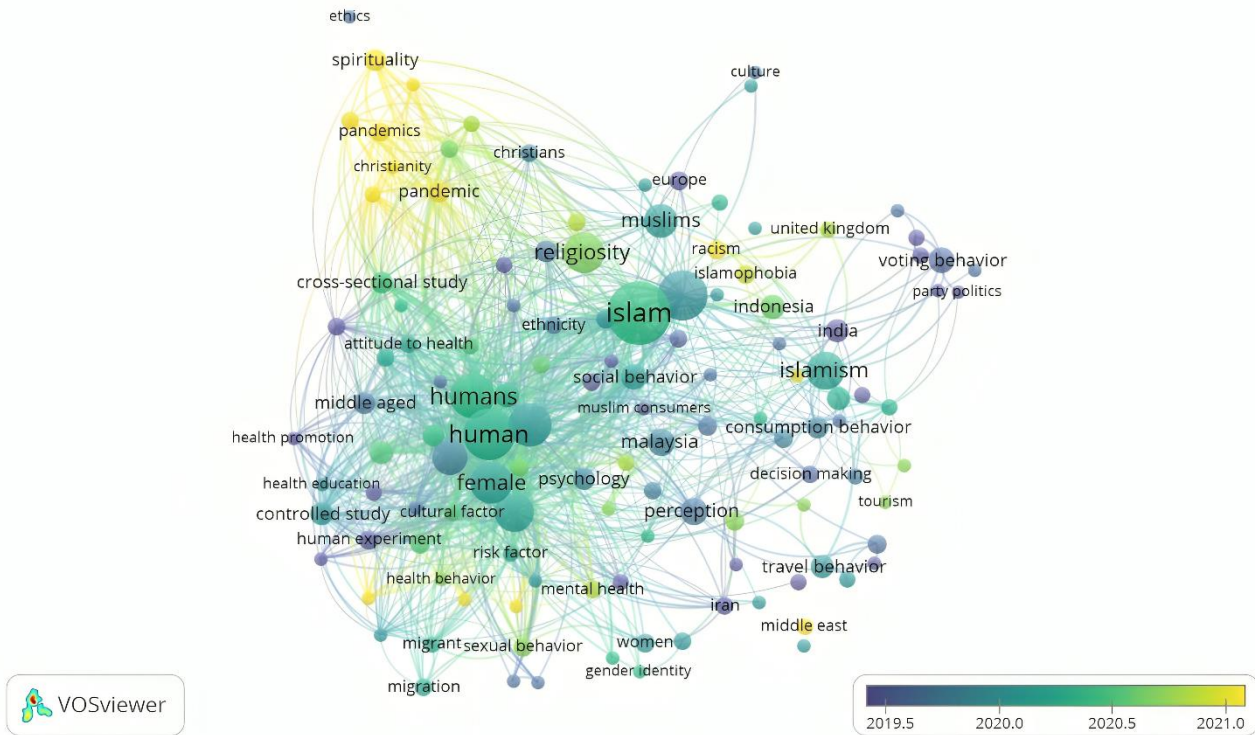 ethics
spirituality
culture
pandemics
christians
christianity
europe
pandemic
muslims
united kingdom
racism
religiosity
voting behavior
islamophobia
cross-sectional study
party politics
indonesia
islam
ethnicity
india
attitude to health
islamism
social behavior
humans
middle aged
muslim consumers
consumption behavior
human
health promotion
malaysia
decision making
psychology
health education
female
tourism
cultural factor
perception
controlled study
human experiment
risk factor
travel behavior
health behavior
mental health
iran
middle east
migrant
sexual behavior
women
gender identity
migration
VOSviewer
2019.5 2020.0 2020.5 2021.0